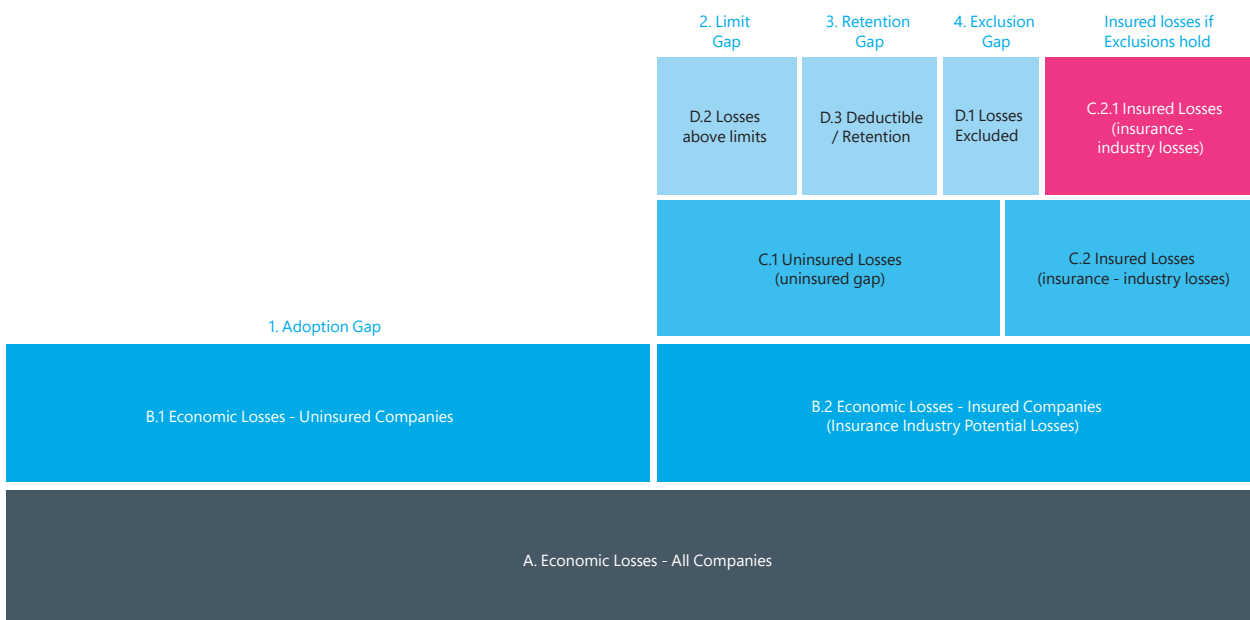 2. Limit
Gap
3. Retention
Gap
4. Exclusion
Gap
Insured losses if
Exclusions hold
D.2 Losses
above limits
D.3 Deductible
/ Retention
D.1 Losses
Excluded
C.2.1 Insured Losses
(insurance -
industry losses)
C.1 Uninsured Losses
(uninsured gap)
C.2 Insured Losses
(insurance - industry losses)
1. Adoption Gap
B.1 Economic Losses - Uninsured Companies
B.2 Economic Losses - Insured Companies
(Insurance Industry Potential Losses)
A. Economic Losses - All Companies